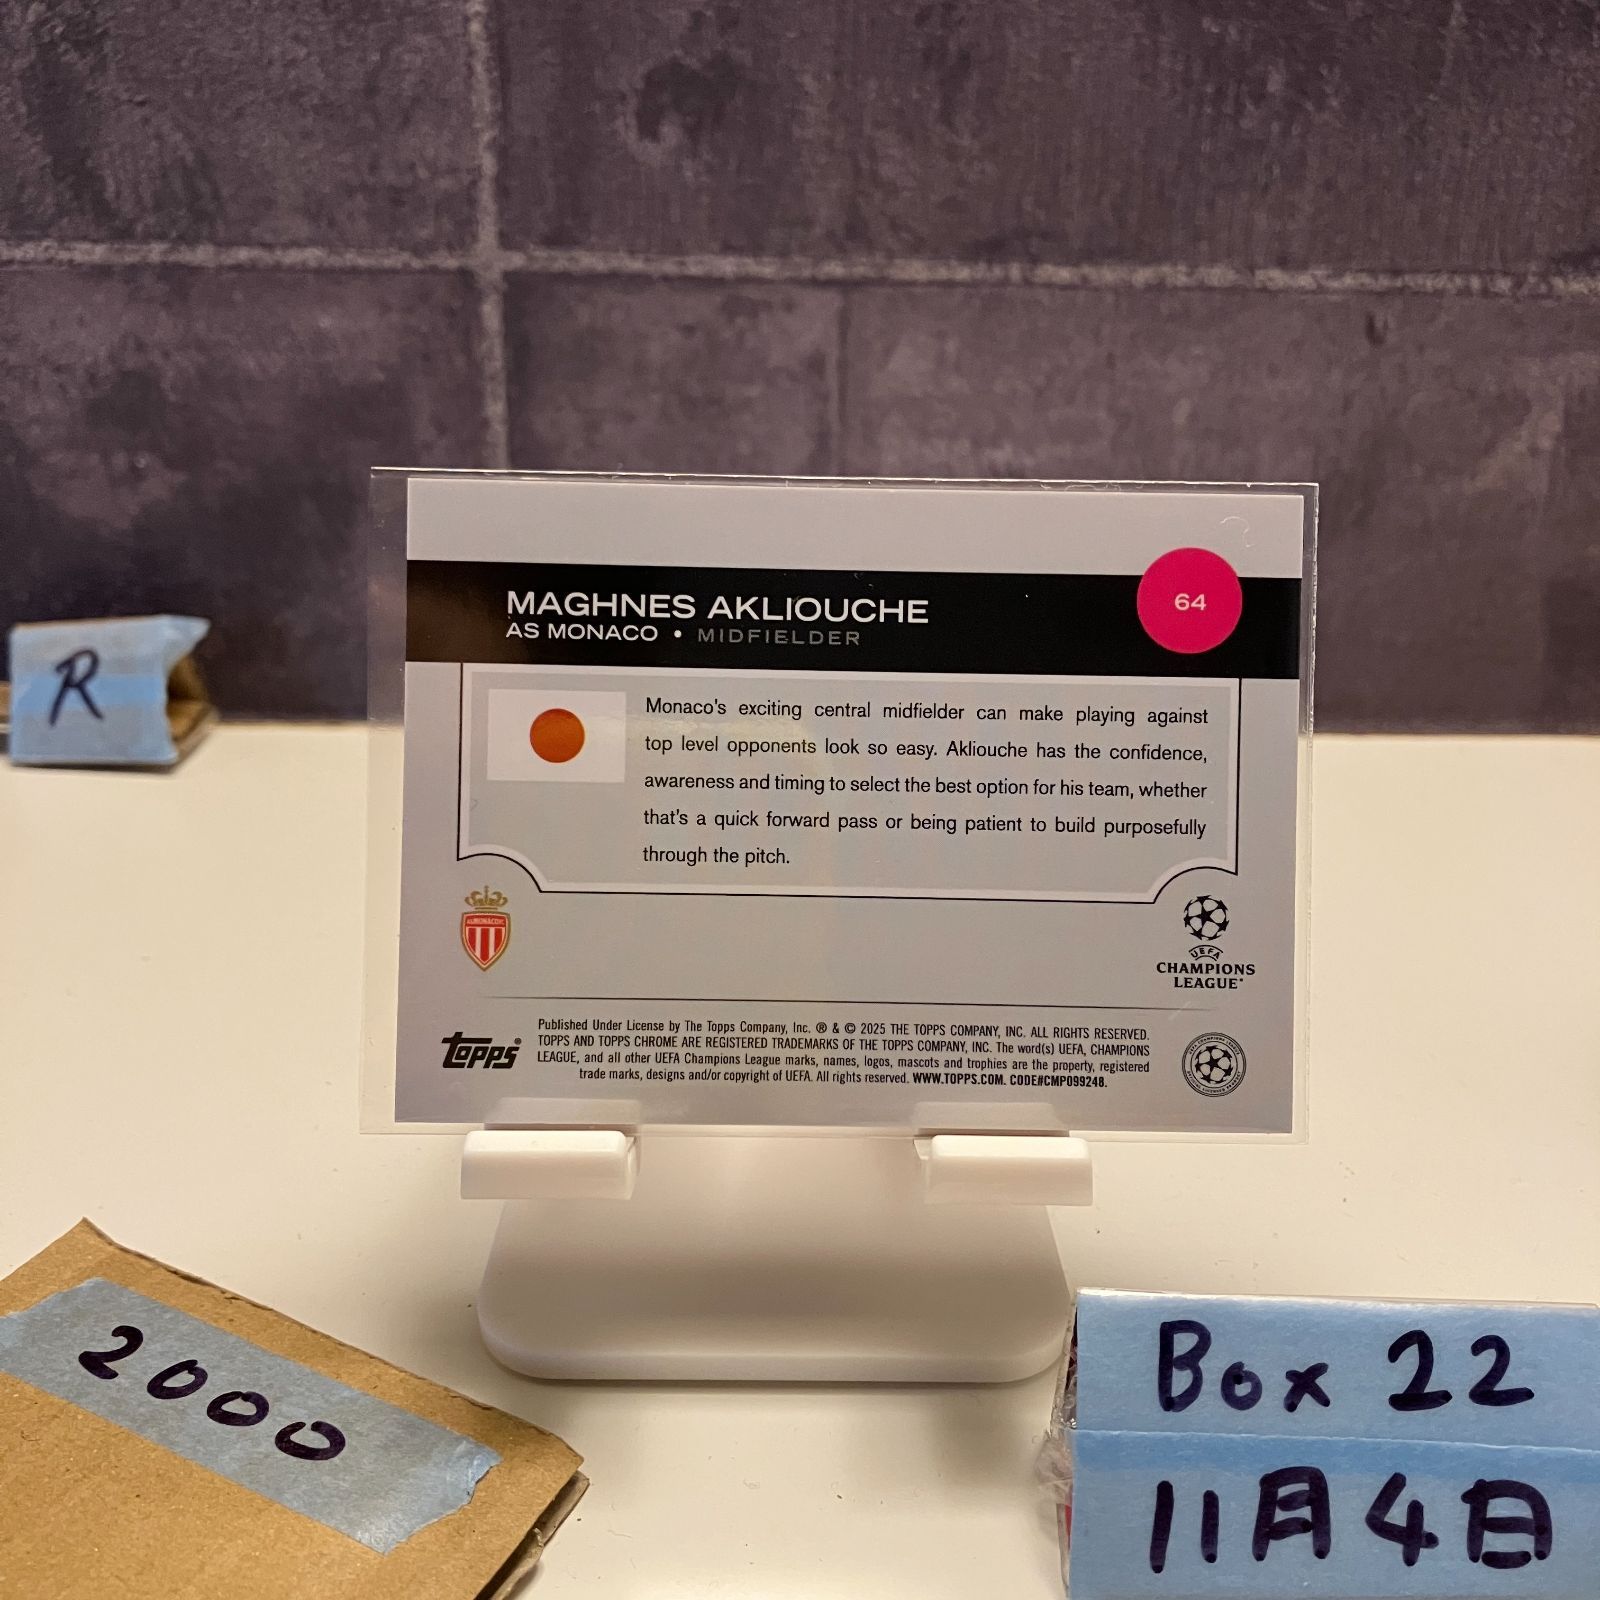 R
MAGHNES AKLIOUCHE
AS MONACO • MIDFIELDER
64
Monaco's exciting central midfielder can make playing against
top level opponents look so easy. Akliouche has the confidence,
awareness and timing to select the best option for his team, whether
that's a quick forward pass or being patient to build purposefully
through the pitch.
UEFA
CHAMPIONS
LEAGUE
topps
Published Under License by The Topps Company, Inc. ® & © 2025 THE TOPPS COMPANY, INC. ALL RIGHTS RESERVED.
TOPPS AND TOPPS CHROME ARE REGISTERED TRADEMARKS OF THE TOPPS COMPANY, INC. The word(s) UEFA, CHAMPIONS
LEAGUE, and all other UEFA Champions League marks, names, logos, mascots and trophies are the property, registered
trade marks, designs and/or copyright of UEFA. All rights reserved. WWW.TOPPS.COM. CODE#CMP099248.
2000
Box 22
11月4日